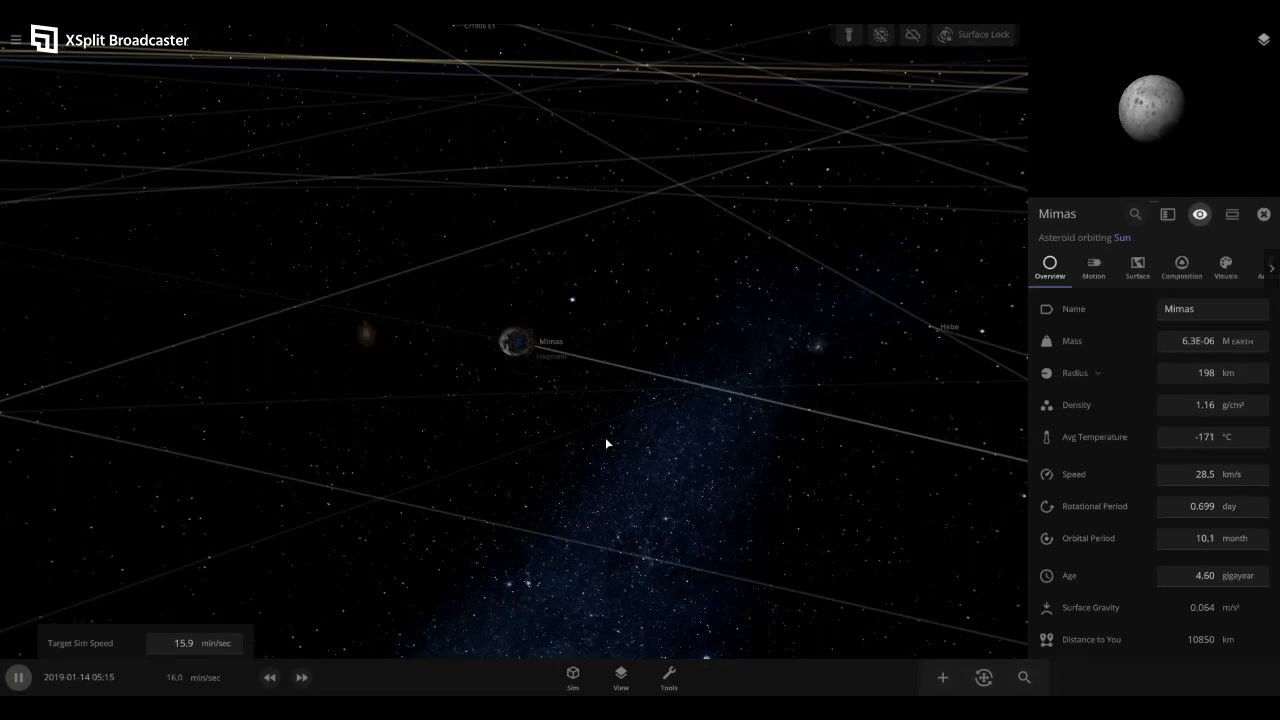 XSplit Broadcaster
C/1906 E1
Surface Lock
Mimas
Fragment
Hebe
Mimas
Asteroid orbiting Sun
Overview Motion Surface Composition Visuals
Name Mimas
Mass 6.3E-06 M EARTH
Radius 198 km
Density 1.16 g/cm³
Avg Temperature -171 °C
Speed 28.5 km/s
Rotational Period 0.699 day
Orbital Period 10.1 month
Age 4.60 gigayear
Surface Gravity 0.064 m/s²
Distance to You 10850 km
Target Sim Speed 15.9 min/sec
2019-01-14 05:15 16.0 min/sec
Sim View Tools